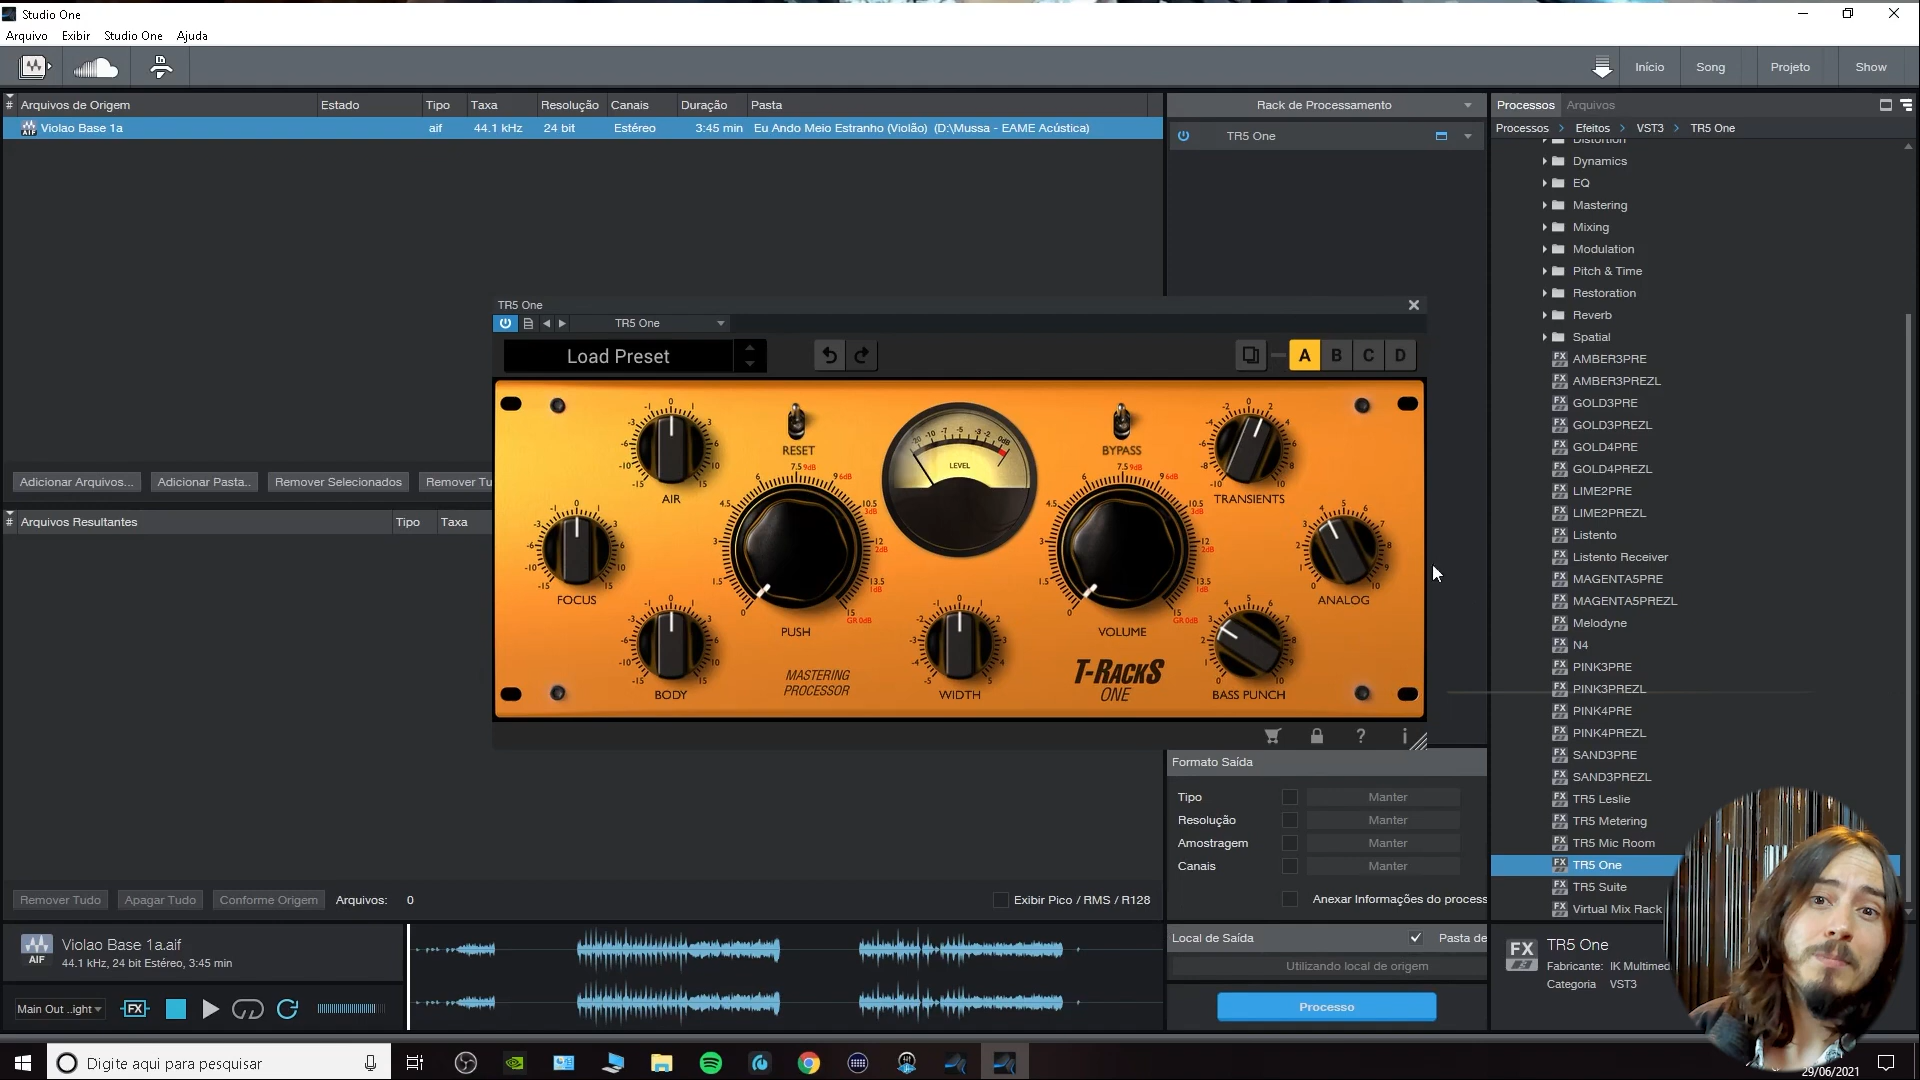 Studio One
Arquivo Exibir Studio One Ajuda
Início Song Projeto Show
# Arquivos de Origem Estado Tipo Taxa Resolução Canais Duração Pasta
Violao Base 1a aif 44.1 kHz 24 bit Estéreo 3:45 min Eu Ando Meio Estranho (Violão) (D:\Mussa - EAME Acústica)
Adicionar Arquivos... Adicionar Pasta.. Remover Selecionados Remover Tu
# Arquivos Resultantes Tipo Taxa
Rack de Processamento
TR5 One
Processos Arquivos
Processos > Efeitos > VST3 > TR5 One
Distortion
Dynamics
EQ
Mastering
Mixing
Modulation
Pitch & Time
Restoration
Reverb
Spatial
AMBER3PRE
AMBER3PREZL
GOLD3PRE
GOLD3PREZL
GOLD4PRE
GOLD4PREZL
LIME2PRE
LIME2PREZL
Listento
Listento Receiver
MAGENTA5PRE
MAGENTA5PREZL
Melodyne
N4
PINK3PRE
PINK3PREZL
PINK4PRE
PINK4PREZL
SAND3PRE
SAND3PREZL
TR5 Leslie
TR5 Metering
TR5 Mic Room
TR5 One
TR5 Suite
Virtual Mix Rack
TR5 One
TR5 One
Load Preset
A B C D
AIR
RESET
LEVEL
BYPASS
TRANSIENTS
FOCUS
ANALOG
PUSH
VOLUME
BODY
MASTERING
PROCESSOR
WIDTH
T-RackS
ONE
BASS PUNCH
Formato Saída
Tipo Manter
Resolução Manter
Amostragem Manter
Canais Manter
Anexar Informações do process
Remover Tudo Apagar Tudo Conforme Origem Arquivos: 0 Exibir Pico / RMS / R128
Local de Saída Pasta de
Utilizando local de origem
Processo
Violao Base 1a.aif
AIF 44.1 kHz, 24 bit Estéreo, 3:45 min
Main Out ..ight FX
FX TR5 One
Fabricante: IK Multimed
Categoria VST3
Digite aqui para pesquisar
29/06/2021